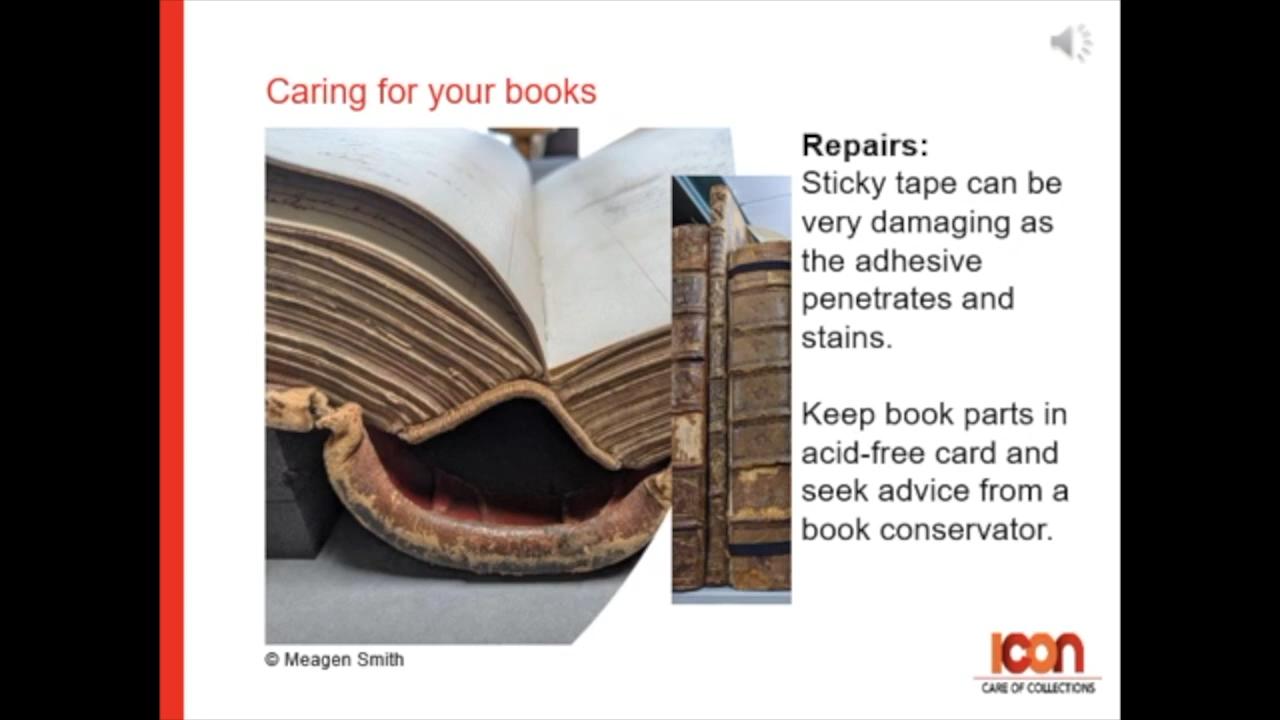 Caring for your books
Repairs:
Sticky tape can be
very damaging as
the adhesive
penetrates and
stains.
Keep book parts in
acid-free card and
seek advice from a
book conservator.
© Meagen Smith
icon
CARE OF COLLECTIONS